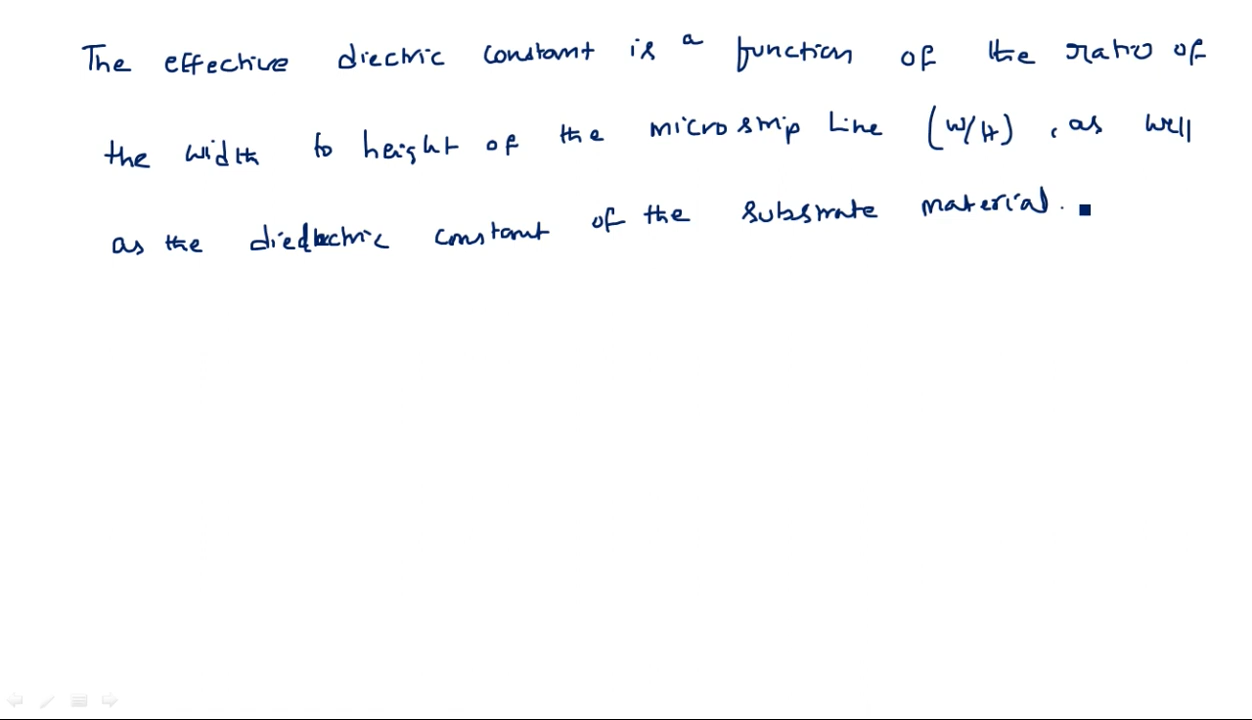 The effective diectric constant is a function of the ratio of
the width to height of the microstrip Line (W/H), as well
as the dieclectric constant of the substrate material.